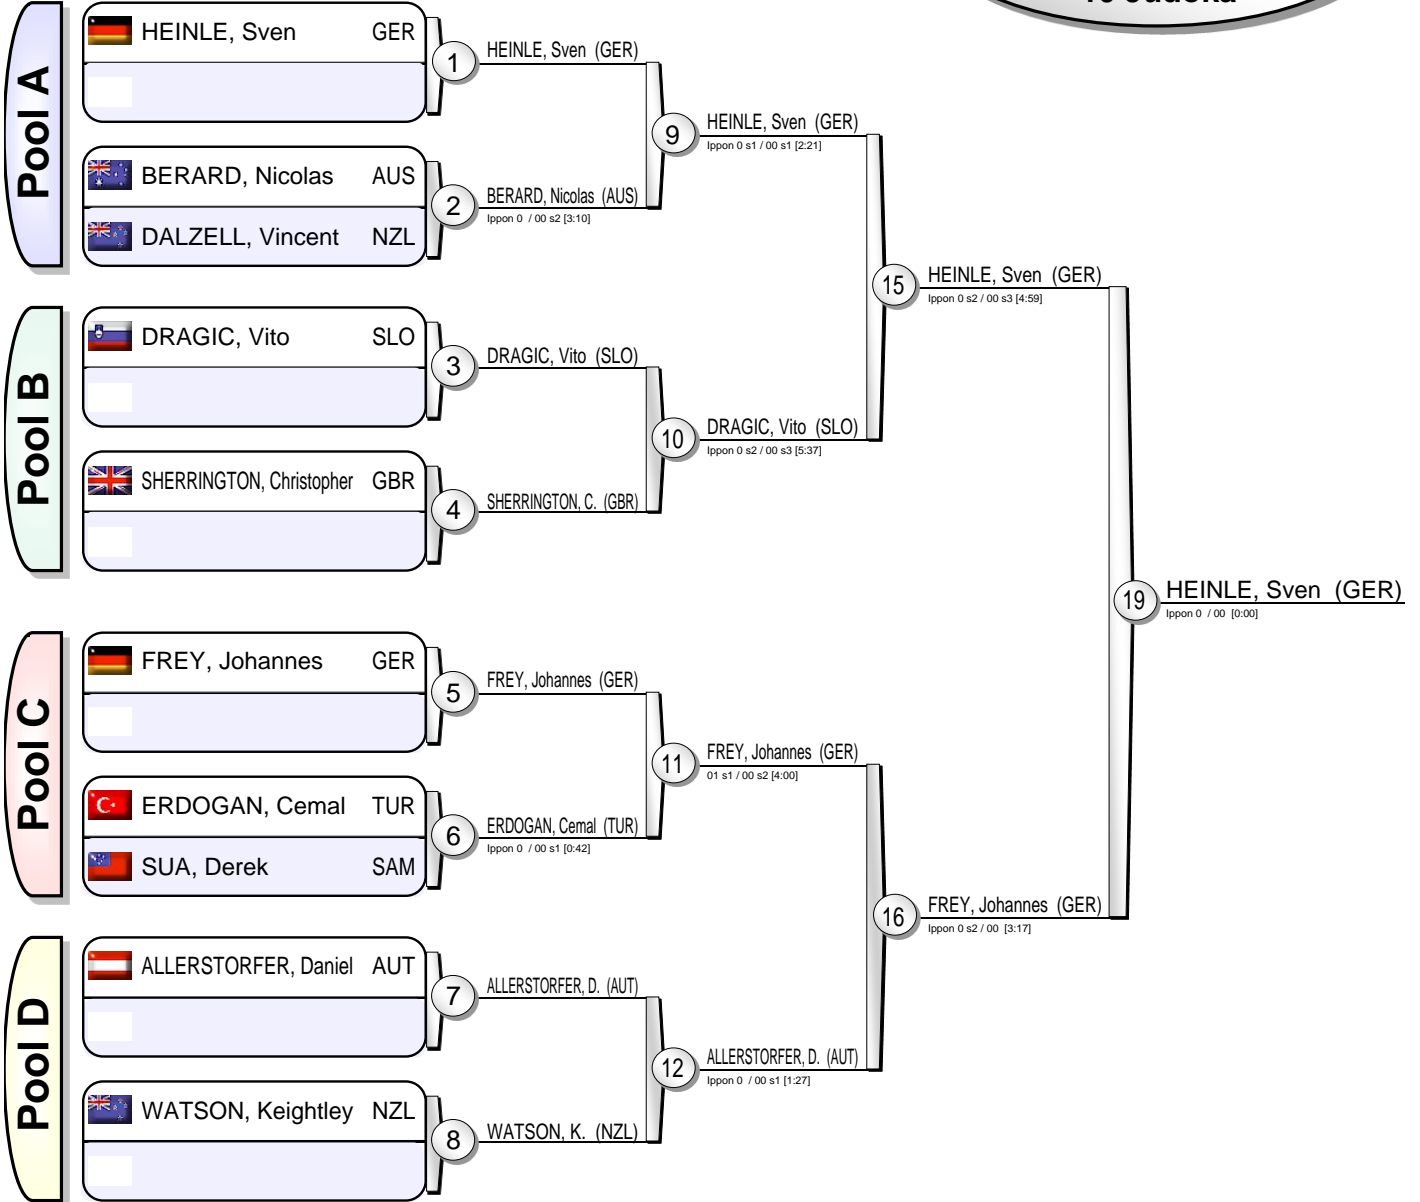 10 Judoka
Pool A
HEINLE, Sven GER
BERARD, Nicolas AUS
DALZELL, Vincent NZL
1
HEINLE, Sven (GER)
2
BERARD, Nicolas (AUS)
Ippon 0 / 00 s2 [3:10]
9
HEINLE, Sven (GER)
Ippon 0 s1 / 00 s1 [2:21]
Pool B
DRAGIC, Vito SLO
SHERRINGTON, Christopher GBR
3
DRAGIC, Vito (SLO)
4
SHERRINGTON, C. (GBR)
10
DRAGIC, Vito (SLO)
Ippon 0 s2 / 00 s3 [5:37]
15
HEINLE, Sven (GER)
Ippon 0 s2 / 00 s3 [4:59]
Pool C
FREY, Johannes GER
ERDOGAN, Cemal TUR
SUA, Derek SAM
5
FREY, Johannes (GER)
6
ERDOGAN, Cemal (TUR)
Ippon 0 / 00 s1 [0:42]
11
FREY, Johannes (GER)
01 s1 / 00 s2 [4:00]
Pool D
ALLERSTORFER, Daniel AUT
WATSON, Keightley NZL
7
ALLERSTORFER, D. (AUT)
8
WATSON, K. (NZL)
12
ALLERSTORFER, D. (AUT)
Ippon 0 / 00 s1 [1:27]
16
FREY, Johannes (GER)
Ippon 0 s2 / 00 [3:17]
19
HEINLE, Sven (GER)
Ippon 0 / 00 [0:00]